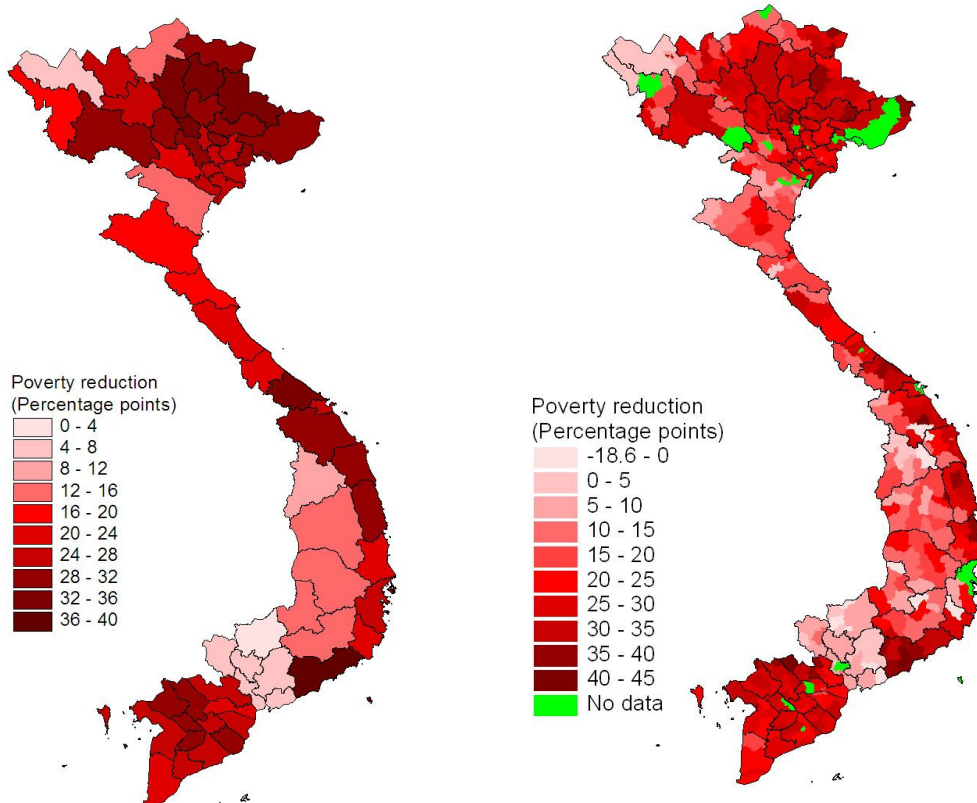 Poverty reduction
(Percentage points)
0 - 4
4 - 8
8 - 12
12 - 16
16 - 20
20 - 24
24 - 28
28 - 32
32 - 36
36 - 40
Poverty reduction
(Percentage points)
-18.6 - 0
0 - 5
5 - 10
10 - 15
15 - 20
20 - 25
25 - 30
30 - 35
35 - 40
40 - 45
No data